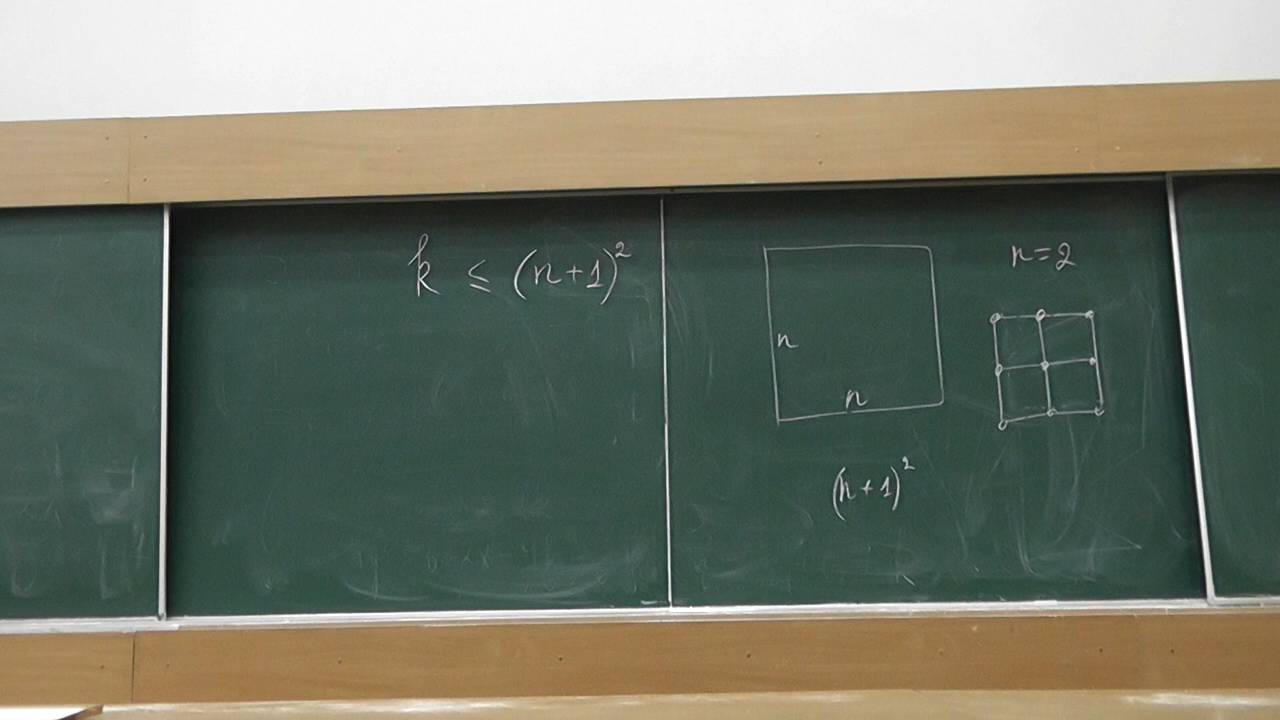 k ≤ (n+1)²
n
n
(n+1)²
n=2